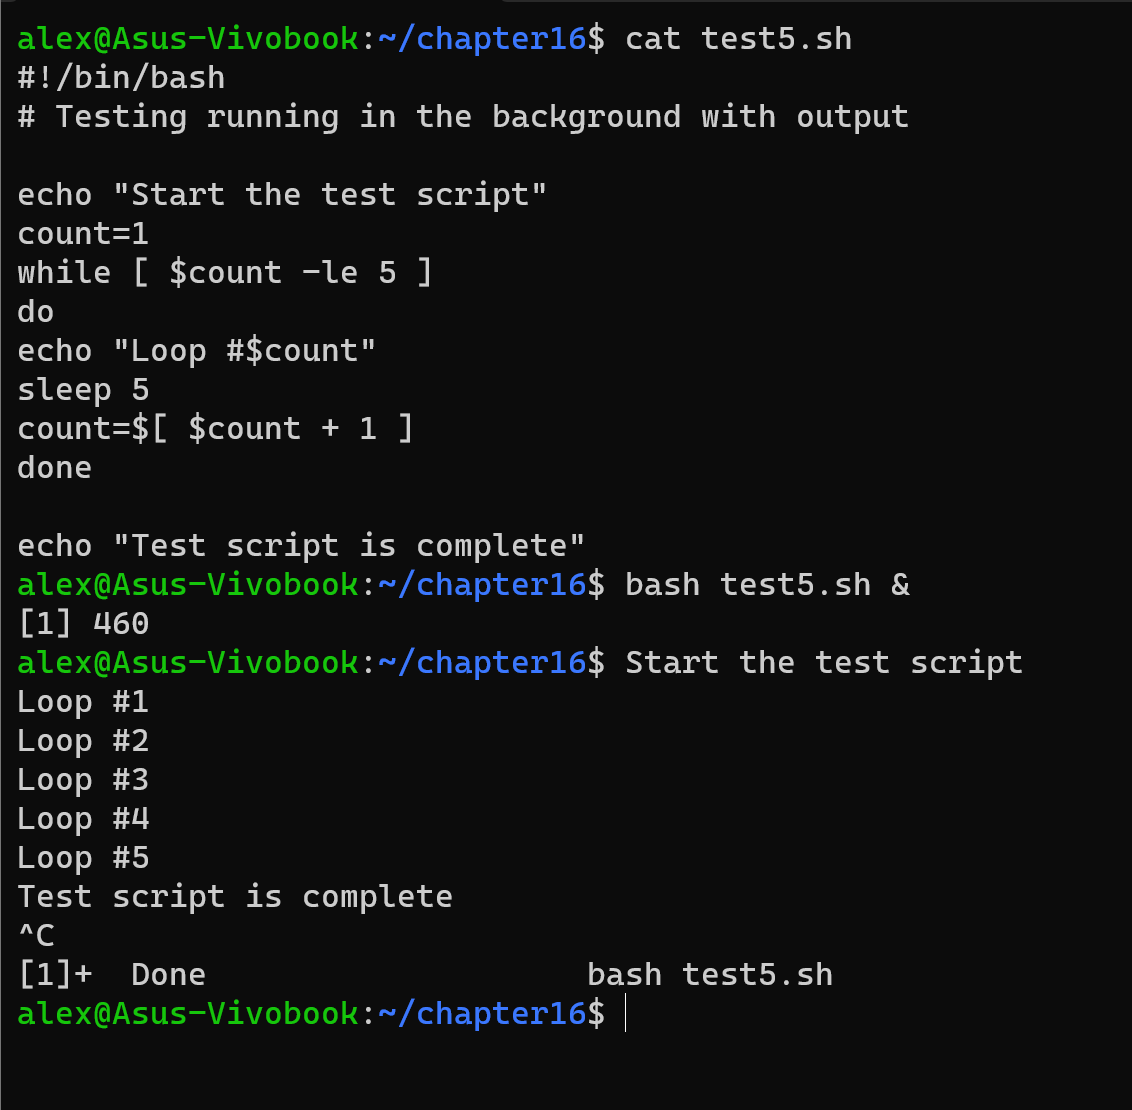 alex@Asus-Vivobook:~/chapter16$ cat test5.sh
#!/bin/bash
# Testing running in the background with output

echo "Start the test script"
count=1
while [ $count -le 5 ]
do
echo "Loop #$count"
sleep 5
count=$[ $count + 1 ]
done

echo "Test script is complete"
alex@Asus-Vivobook:~/chapter16$ bash test5.sh &
[1] 460
alex@Asus-Vivobook:~/chapter16$ Start the test script
Loop #1
Loop #2
Loop #3
Loop #4
Loop #5
Test script is complete
^C
[1]+  Done                    bash test5.sh
alex@Asus-Vivobook:~/chapter16$